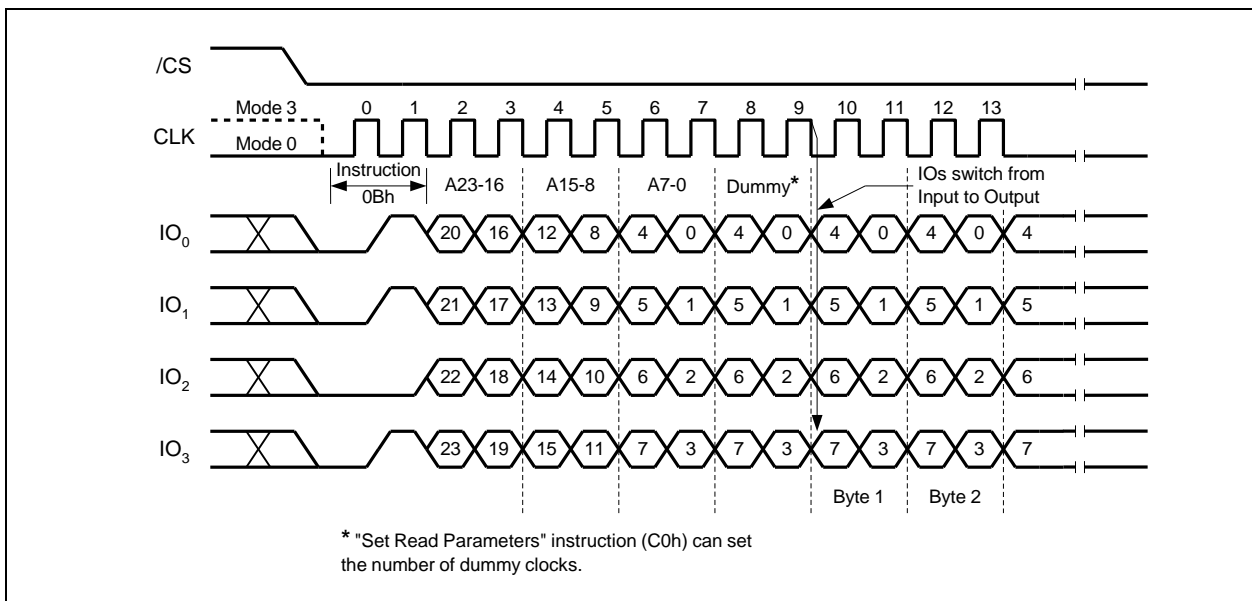 /CS
Mode 3 0 1 2 3 4 5 6 7 8 9 10 11 12 13
CLK
Mode 0
Instruction
0Bh
A23-16 A15-8 A7-0 Dummy*
IOs switch from
Input to Output
IO0 20 16 12 8 4 0 4 0 4 0 4 0 4
IO1 21 17 13 9 5 1 5 1 5 1 5 1 5
IO2 22 18 14 10 6 2 6 2 6 2 6 2 6
IO3 23 19 15 11 7 3 7 3 7 3 7 3 7
Byte 1 Byte 2
* "Set Read Parameters" instruction (C0h) can set
the number of dummy clocks.